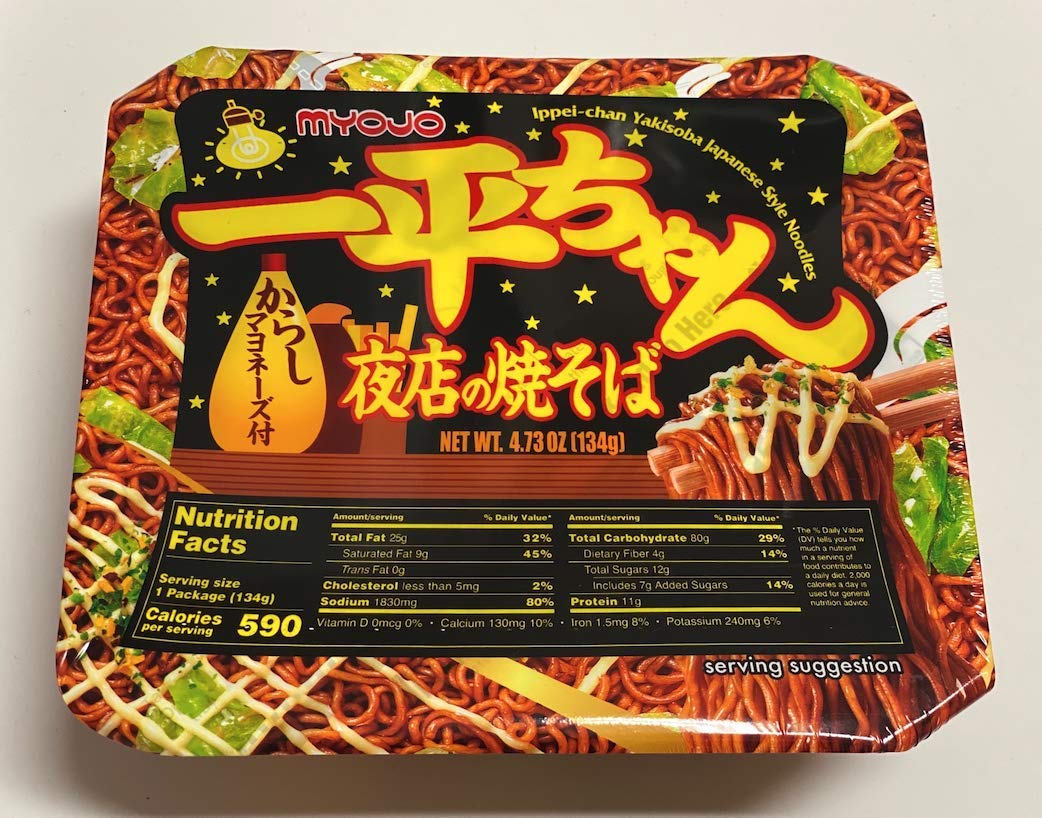 MYOJO
Ippei-chan Yakisoba Japanese Style Noodles
一平ちゃん
からし
マヨネーズ付
夜店の焼そば
NET WT. 4.73 OZ (134g)
Nutrition Facts
Serving size
1 Package (134g)
Calories per serving 590
Amount/serving % Daily Value*
Total Fat 25g 32%
Saturated Fat 9g 45%
Trans Fat 0g
Cholesterol less than 5mg 2%
Sodium 1830mg 80%
Amount/serving % Daily Value*
Total Carbohydrate 80g 29%
Dietary Fiber 4g 14%
Total Sugars 12g
Includes 7g Added Sugars 14%
Protein 11g
Vitamin D 0mcg 0% · Calcium 130mg 10% · Iron 1.5mg 8% · Potassium 240mg 6%
*The % Daily Value
(DV) tells you how
much a nutrient
in a serving of
food contributes to
a daily diet. 2,000
calories a day is
used for general
nutrition advice.
serving suggestion